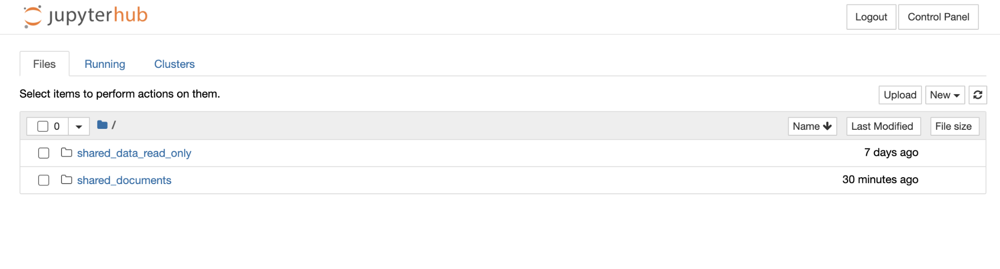 jupyterhub Logout Control Panel
Files Running Clusters
Select items to perform actions on them. Upload New
0 / Name Last Modified File size
shared_data_read_only 7 days ago
shared_documents 30 minutes ago